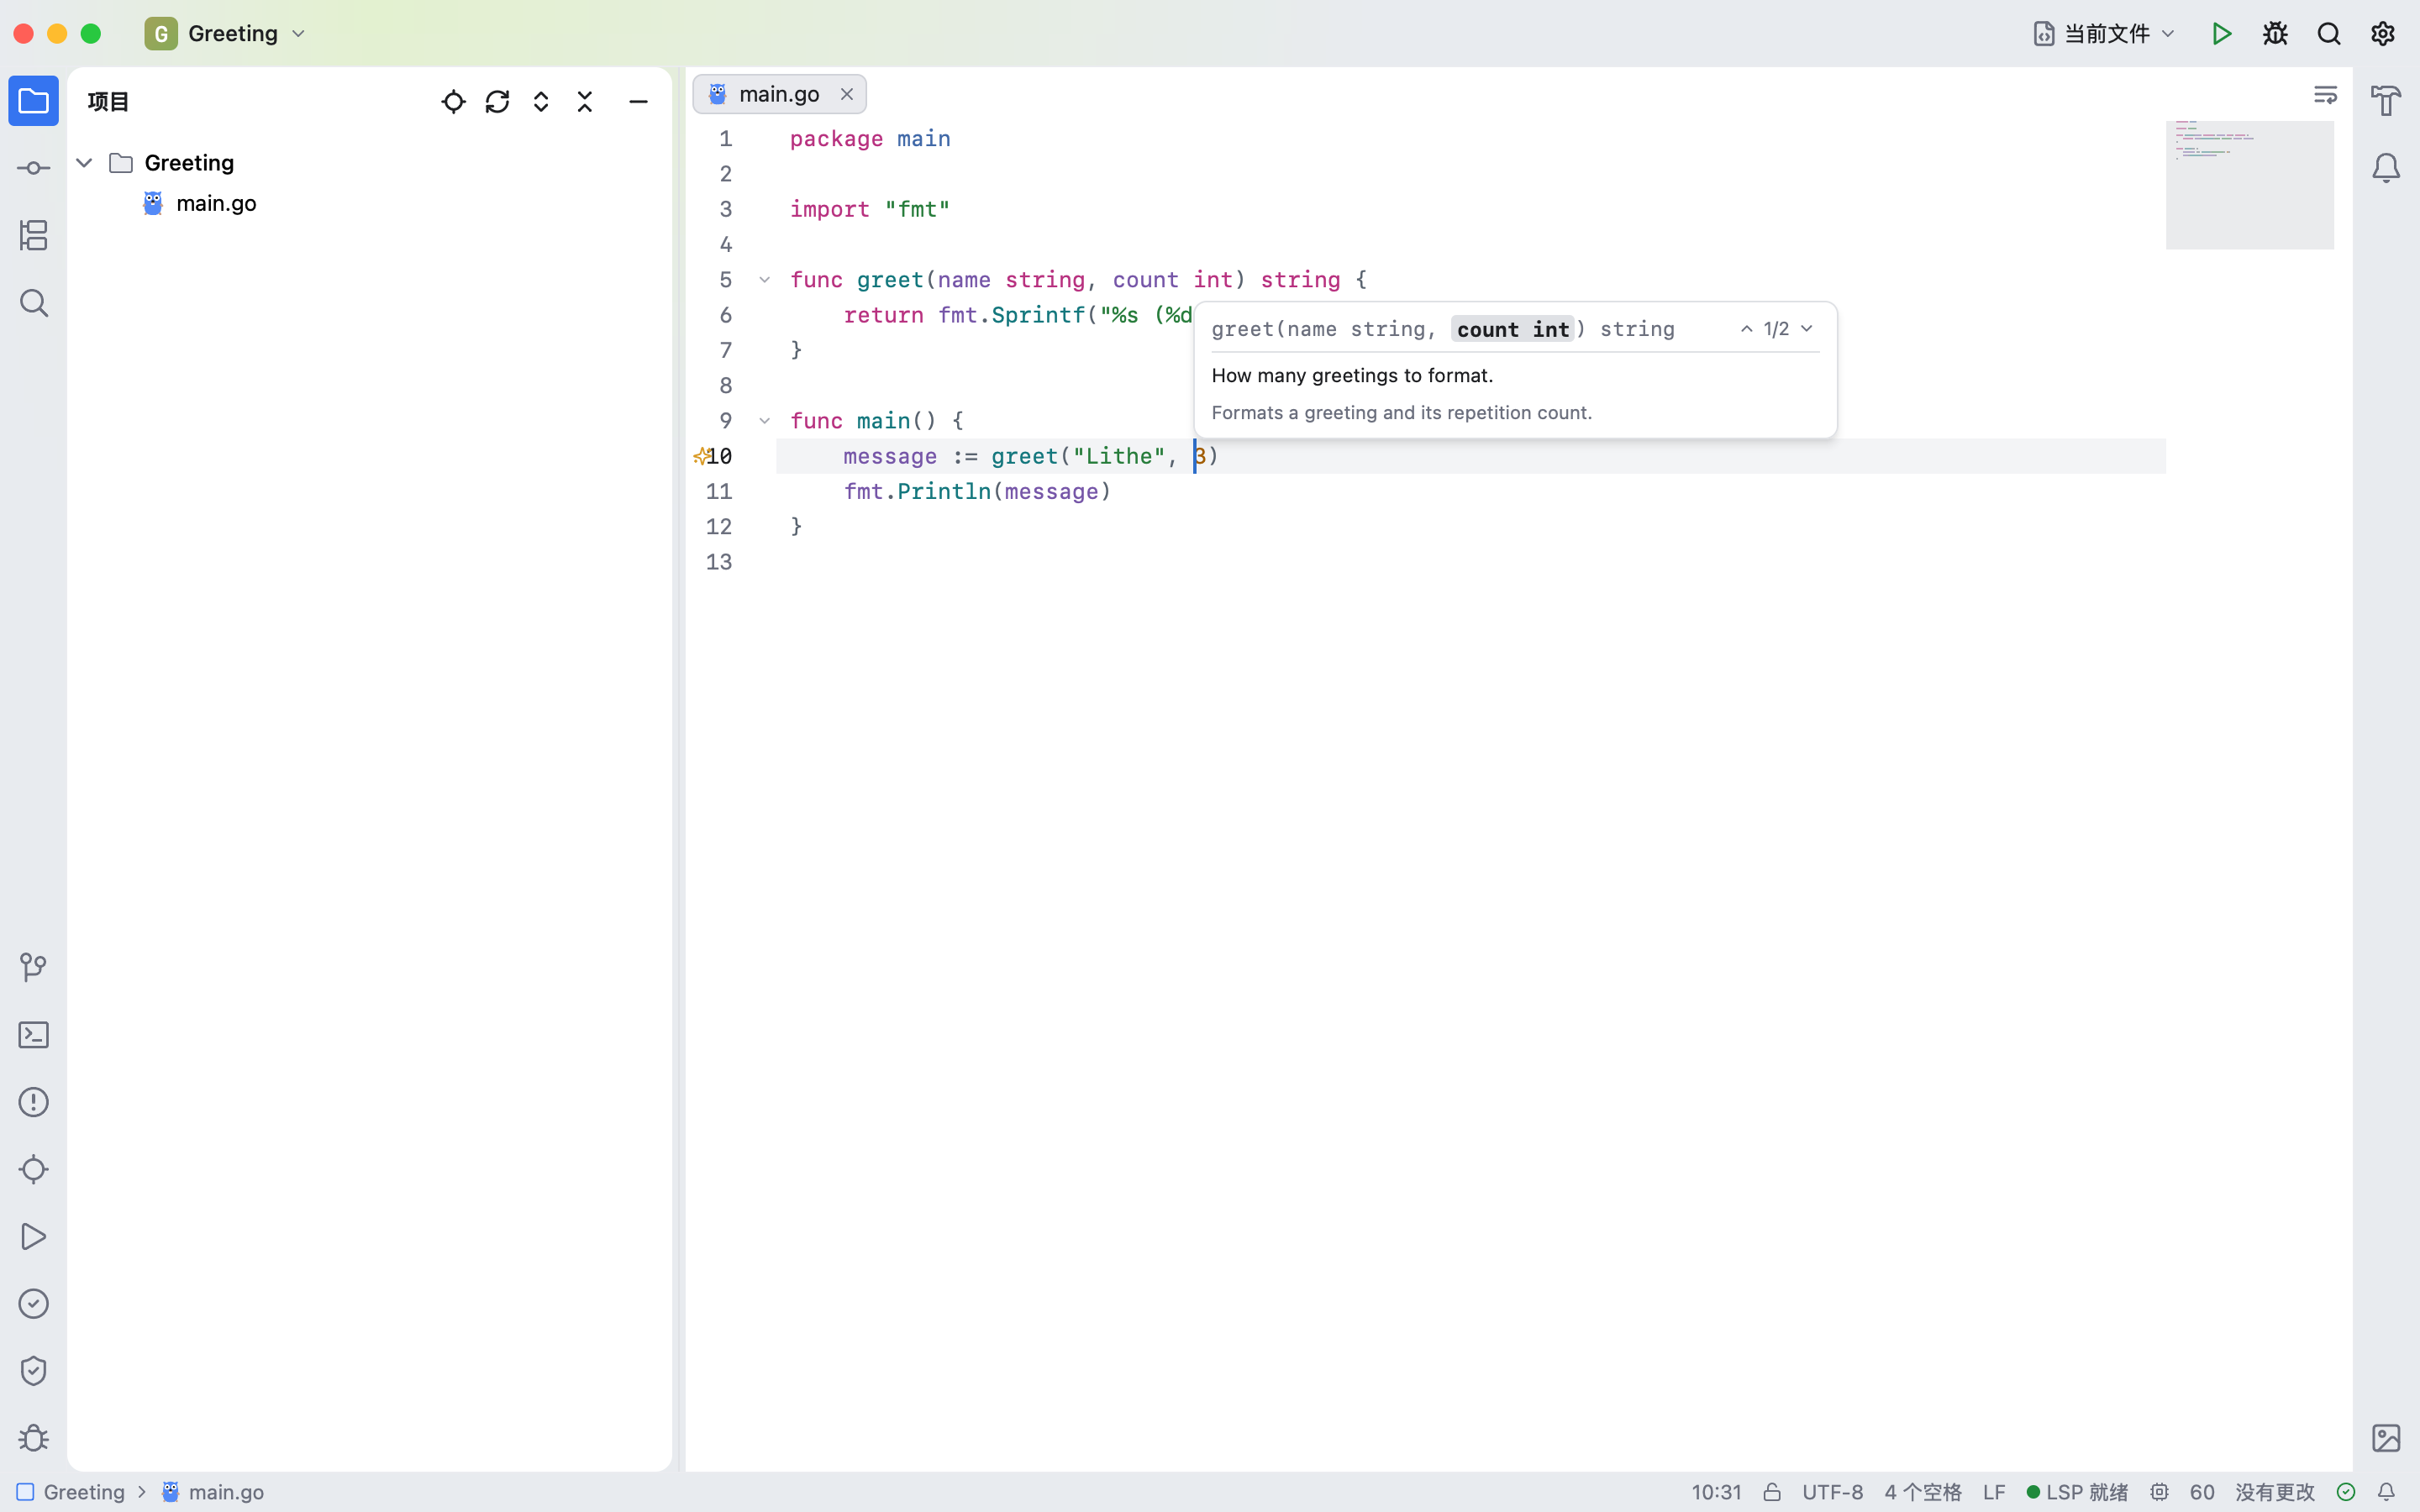 G Greeting
当前文件
项目
Greeting
main.go
main.go
1 package main
2
3 import "fmt"
4
5 func greet(name string, count int) string {
6 return fmt.Sprintf("%s (%d
7 }
8
9 func main() {
10 message := greet("Lithe", 3)
11 fmt.Println(message)
12 }
13
greet(name string, count int) string 1/2
How many greetings to format.
Formats a greeting and its repetition count.
Greeting > main.go
10:31 UTF-8 4 个空格 LF LSP 就绪 60 没有更改